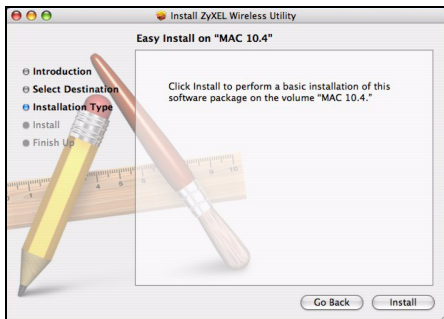 Install ZyXEL Wireless Utility
Easy Install on “MAC 10.4”
Introduction
Select Destination
Installation Type
Install
Finish Up
Click Install to perform a basic installation of this
software package on the volume “MAC 10.4.”
Go Back
Install